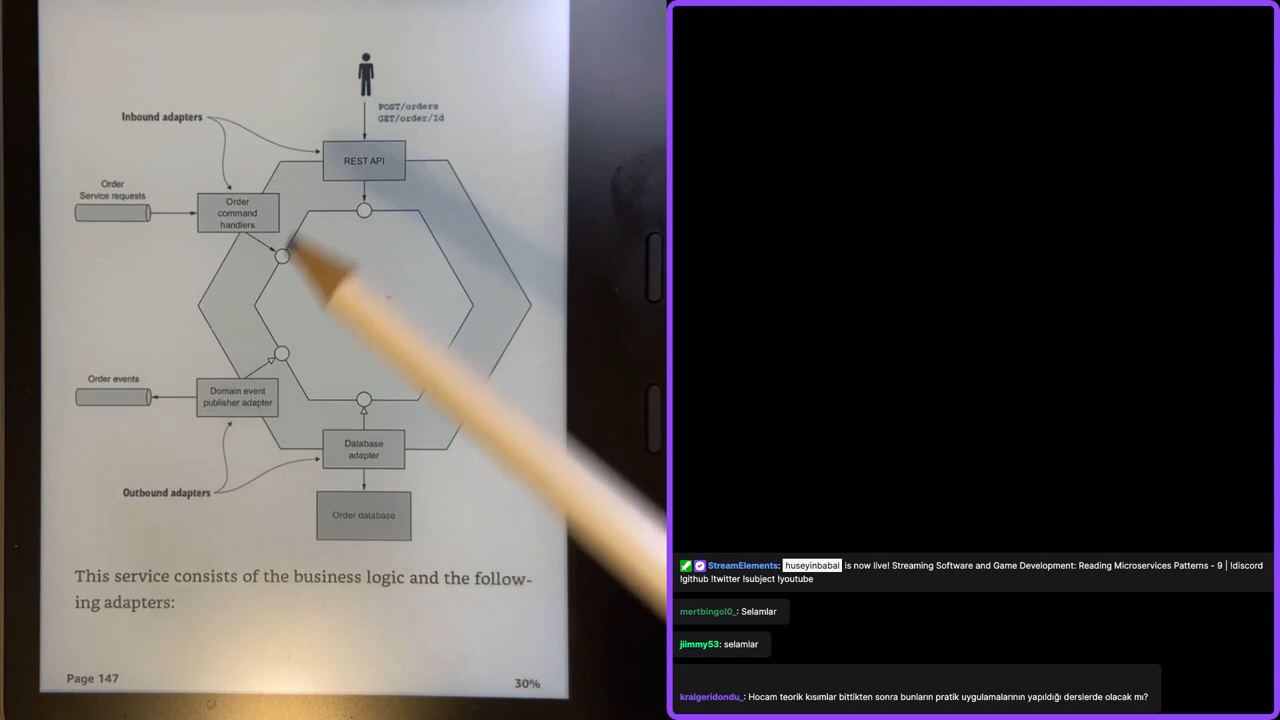 POST/orders
GET/order/Id
Inbound adapters
REST API
Order
Service requests
Order
command
handlers
Order events
Domain event
publisher adapter
Database
adapter
Outbound adapters
Order database
This service consists of the business logic and the follow-
ing adapters:
Page 147
30%
StreamElements: huseyinbabal is now live! Streaming Software and Game Development: Reading Microservices Patterns - 9 | !discord
!github !twitter !subject !youtube
mertbingol0_: Selamlar
jiimmy53: selamlar
kralgeridondu_: Hocam teorik kısımlar bittikten sonra bunların pratik uygulamalarının yapıldığı derslerde olacak mı?